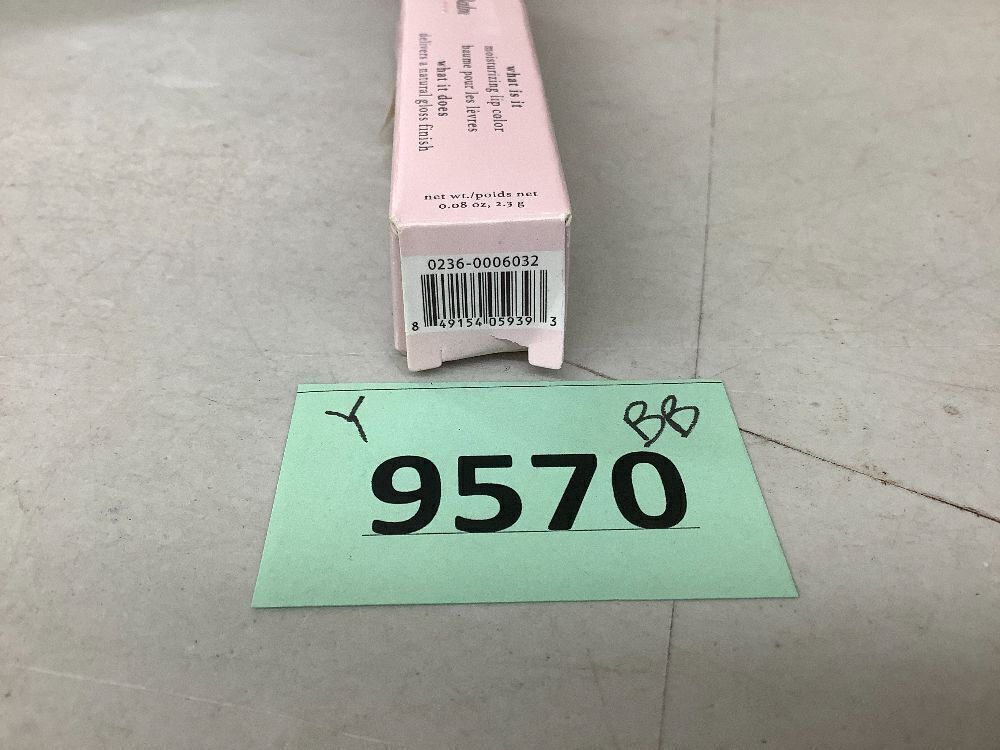 what is it
moisturizing lip color
baume pour les lèvres
what it does
delivers a natural gloss finish
net wt./poids net
0.08 oz, 2.3 g
0236-0006032
8 49154 05939 3
Y BB
9570